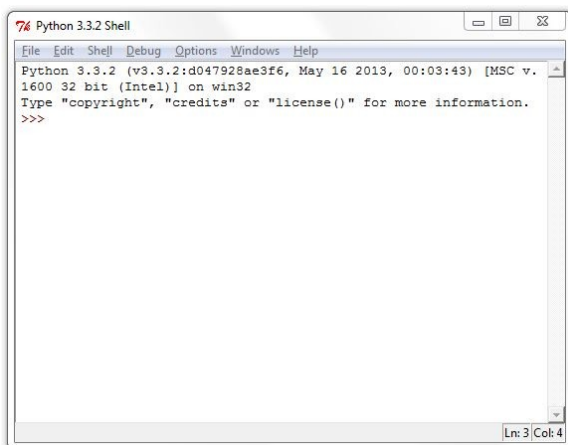 Python 3.3.2 Shell
File Edit Shell Debug Options Windows Help
Python 3.3.2 (v3.3.2:d047928ae3f6, May 16 2013, 00:03:43) [MSC v.
1600 32 bit (Intel)] on win32
Type "copyright", "credits" or "license()" for more information.
>>>
Ln: 3 Col: 4